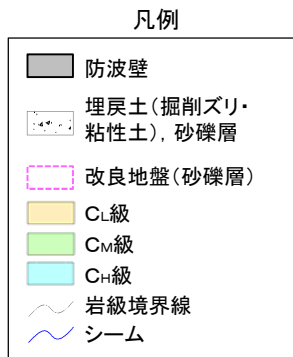 凡例
防波壁
埋戻土(掘削ズリ・
粘性土),砂礫層
改良地盤(砂礫層)
CL級
CM級
CH級
岩級境界線
シーム